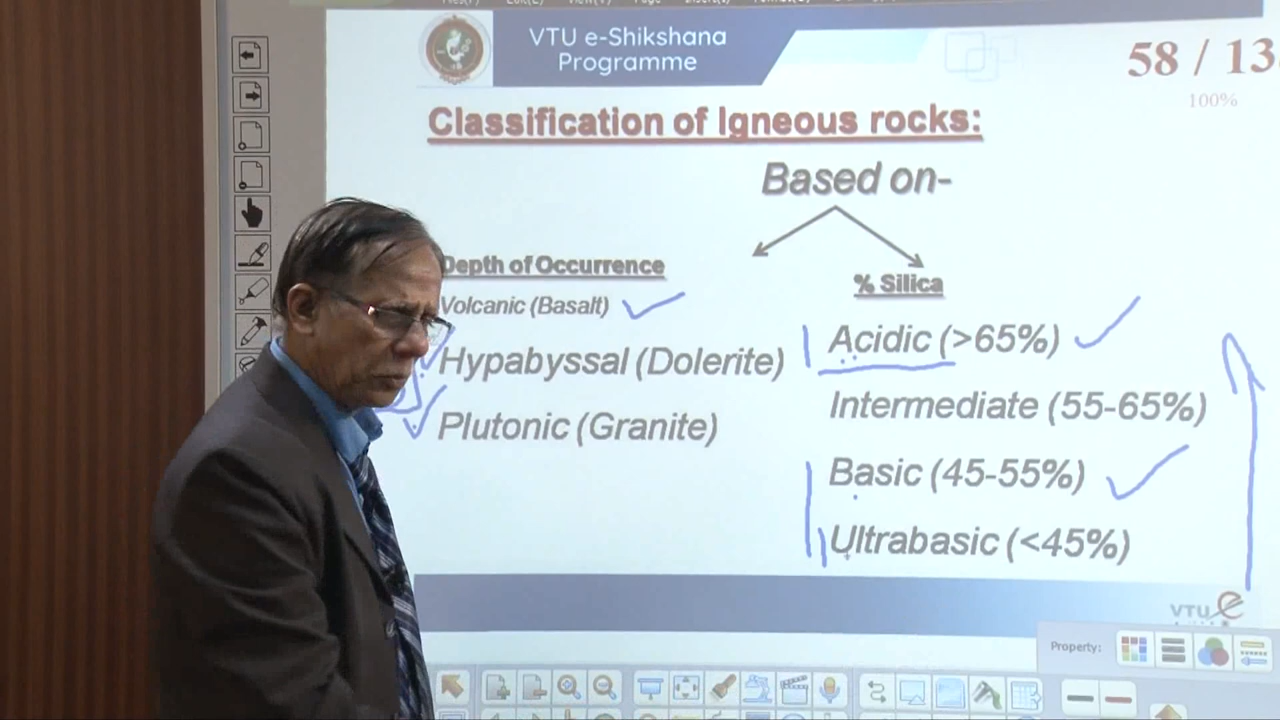 VTU e-Shikshana
Programme
58 / 13
100%
Classification of Igneous rocks:
Based on-
Depth of Occurrence
Volcanic (Basalt)
Hypabyssal (Dolerite)
Plutonic (Granite)
% Silica
Acidic (>65%)
Intermediate (55-65%)
Basic (45-55%)
Ultrabasic (<45%)
VTU e
Property: